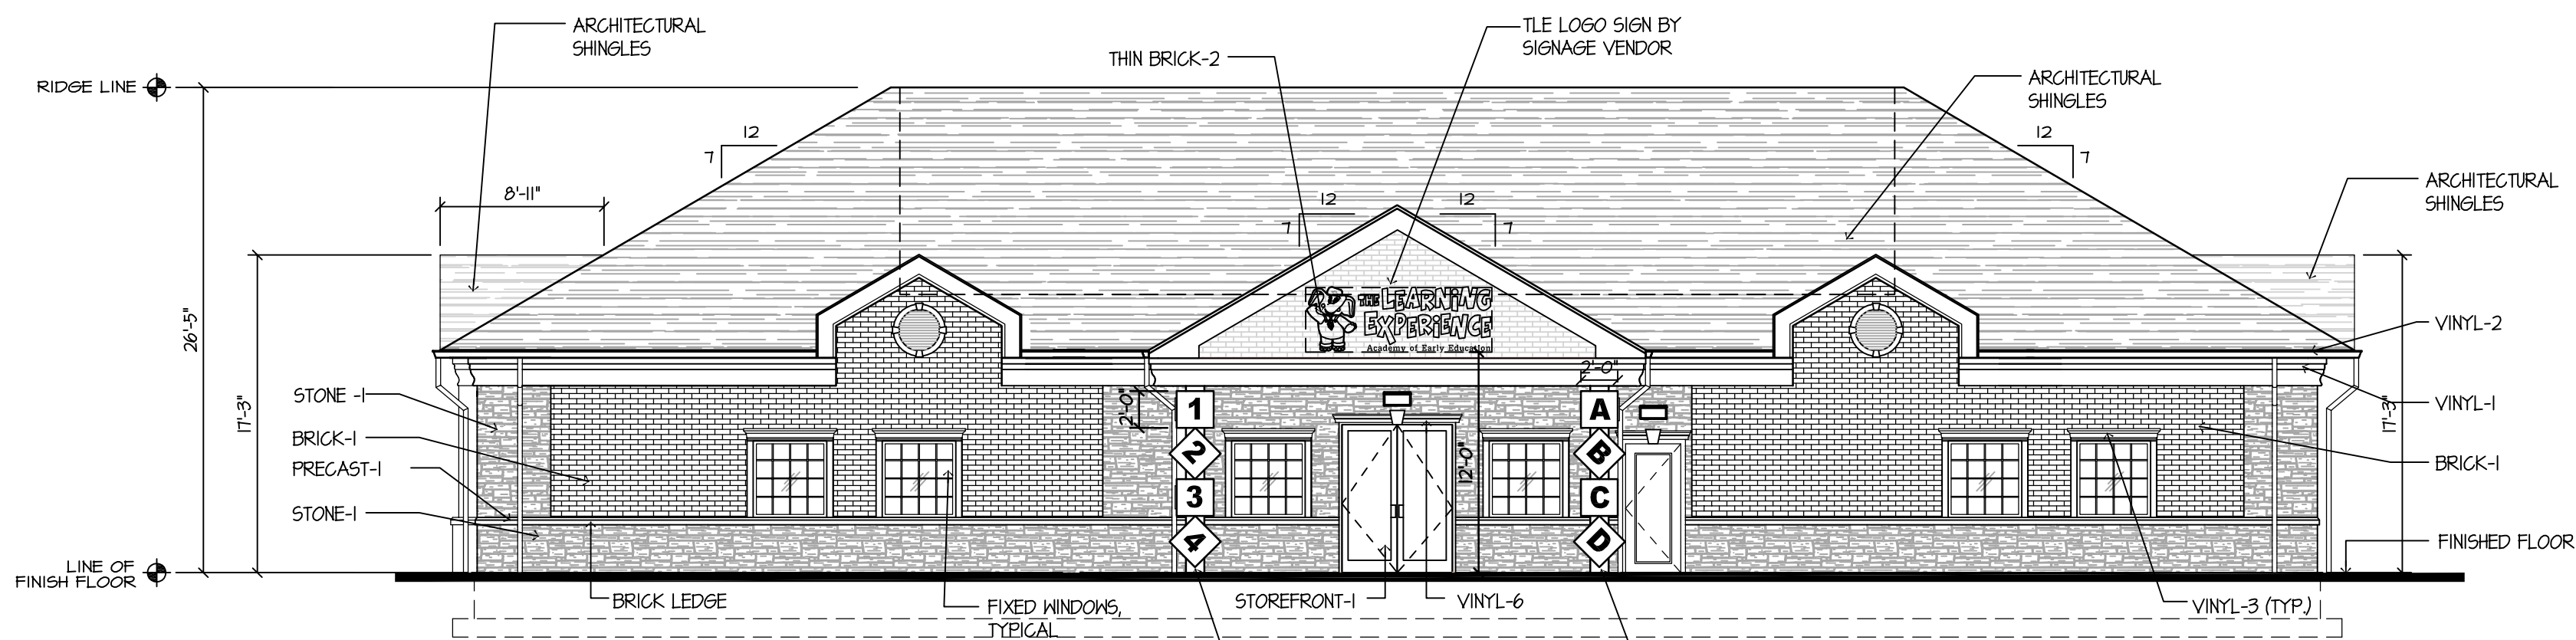 ARCHITECTURAL
SHINGLES
TLE LOGO SIGN BY
SIGNAGE VENDOR
THIN BRICK-2
ARCHITECTURAL
SHINGLES
RIDGE LINE
12
7
12
7
ARCHITECTURAL
SHINGLES
8'-11"
12
7
12
7
26'-5"
17'-3"
THE LEARNING
EXPERIENCE
Academy of Early Education
VINYL-2
2'-0"
STONE -1
2'-0"
1
A
VINYL-1
17'-3"
BRICK-1
2
B
12'-0"
BRICK-1
PRECAST-1
3
C
STONE-1
4
D
FINISHED FLOOR
LINE OF
FINISH FLOOR
BRICK LEDGE
FIXED WINDOWS,
TYPICAL
STOREFRONT-1
VINYL-6
VINYL-3 (TYP.)